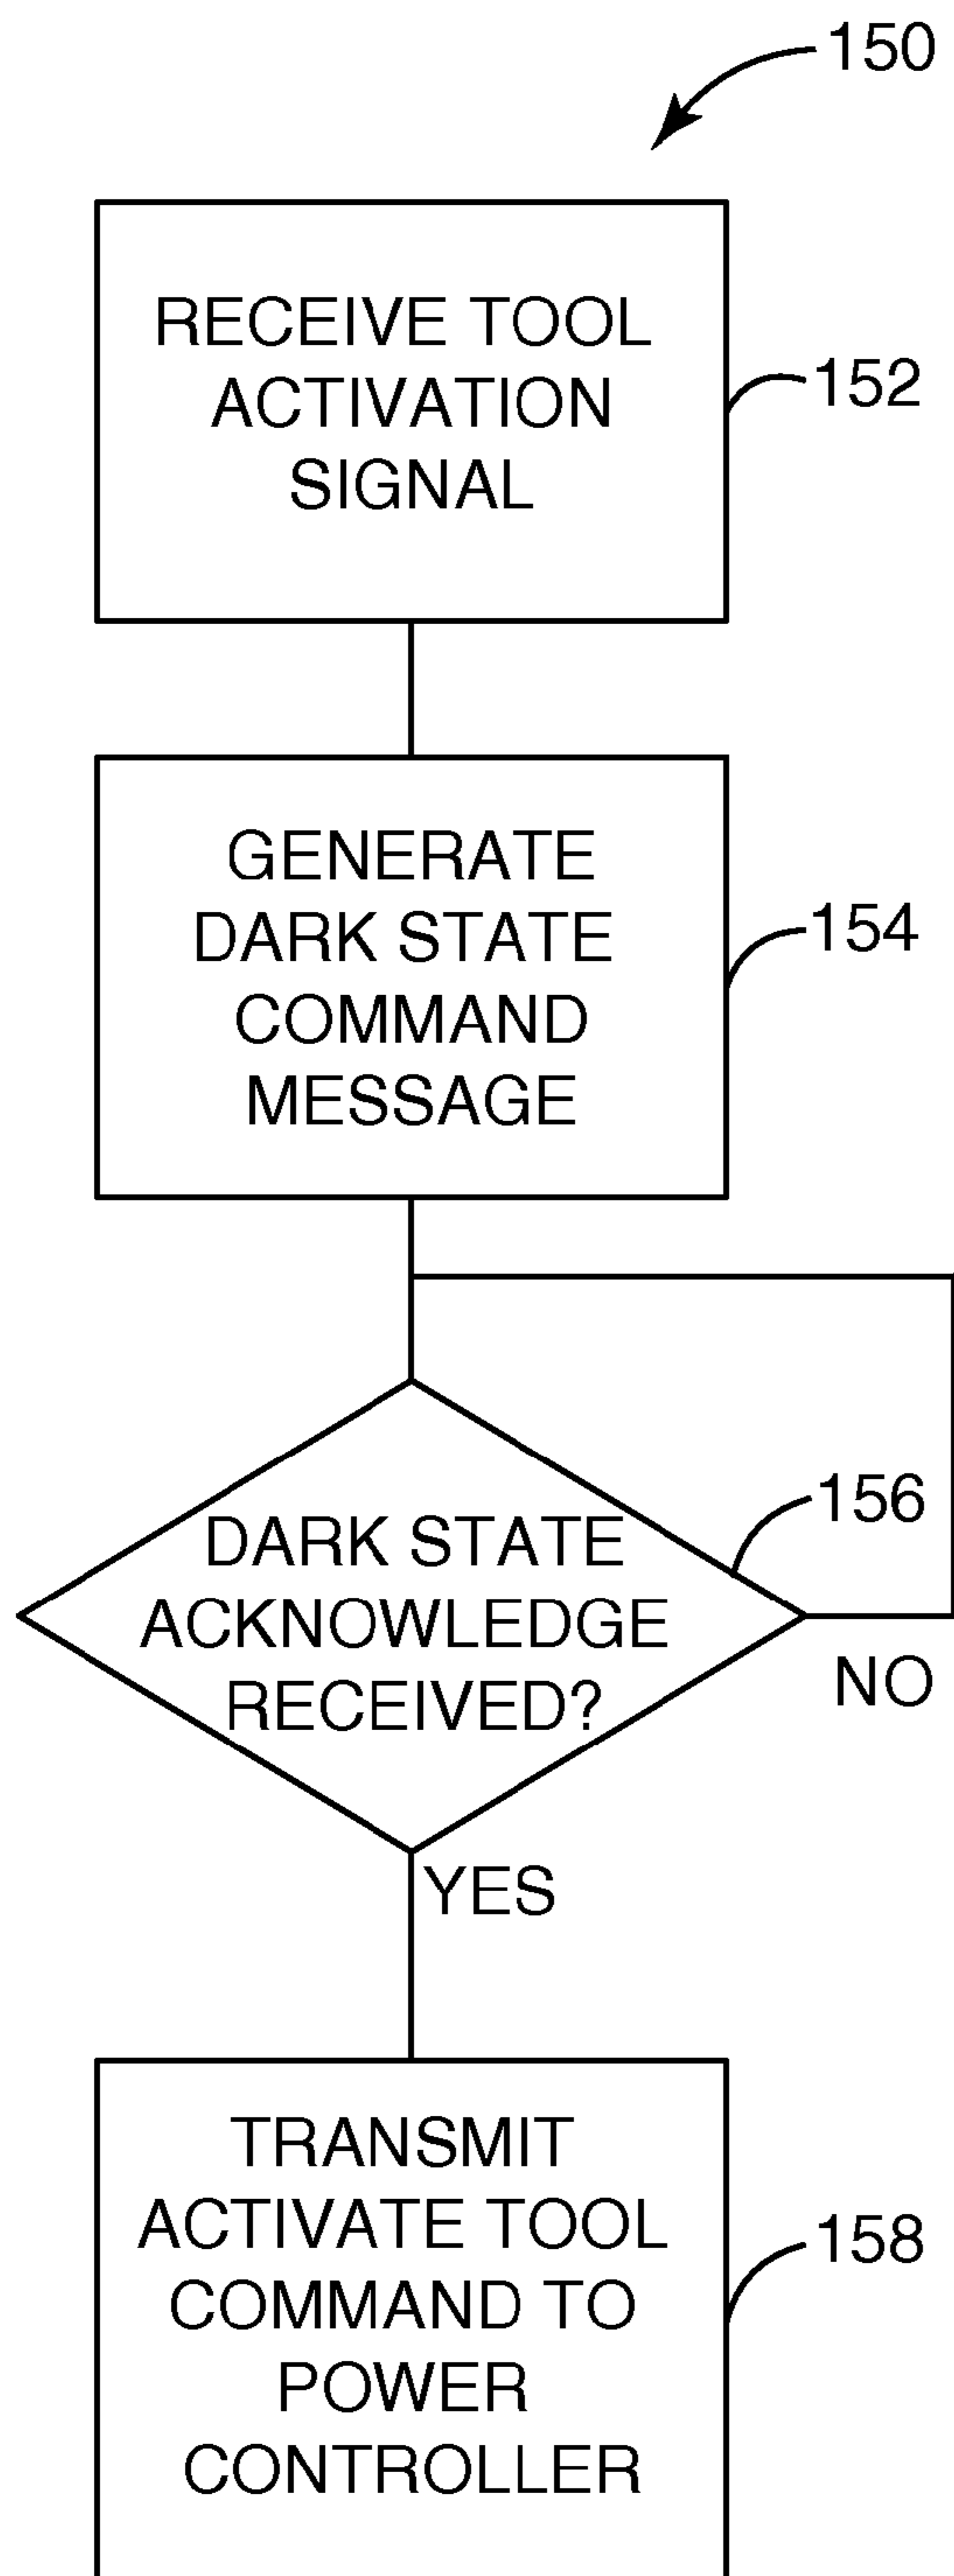 150
RECEIVE TOOL
ACTIVATION
SIGNAL
152
GENERATE
DARK STATE
COMMAND
MESSAGE
154
DARK STATE
ACKNOWLEDGE
RECEIVED?
156
NO
YES
TRANSMIT
ACTIVATE TOOL
COMMAND TO
POWER
CONTROLLER
158